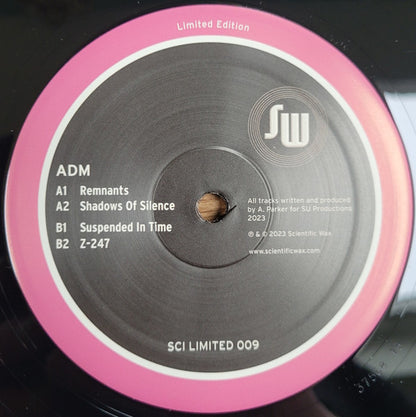 Limited Edition
SW
ADM
A1 Remnants
A2 Shadows Of Silence
B1 Suspended In Time
B2 Z-247
All tracks written and produced
by A. Parker for SU Productions
2023
℗ & © 2023 Scientific Wax
www.scientificwax.com
SCI LIMITED 009